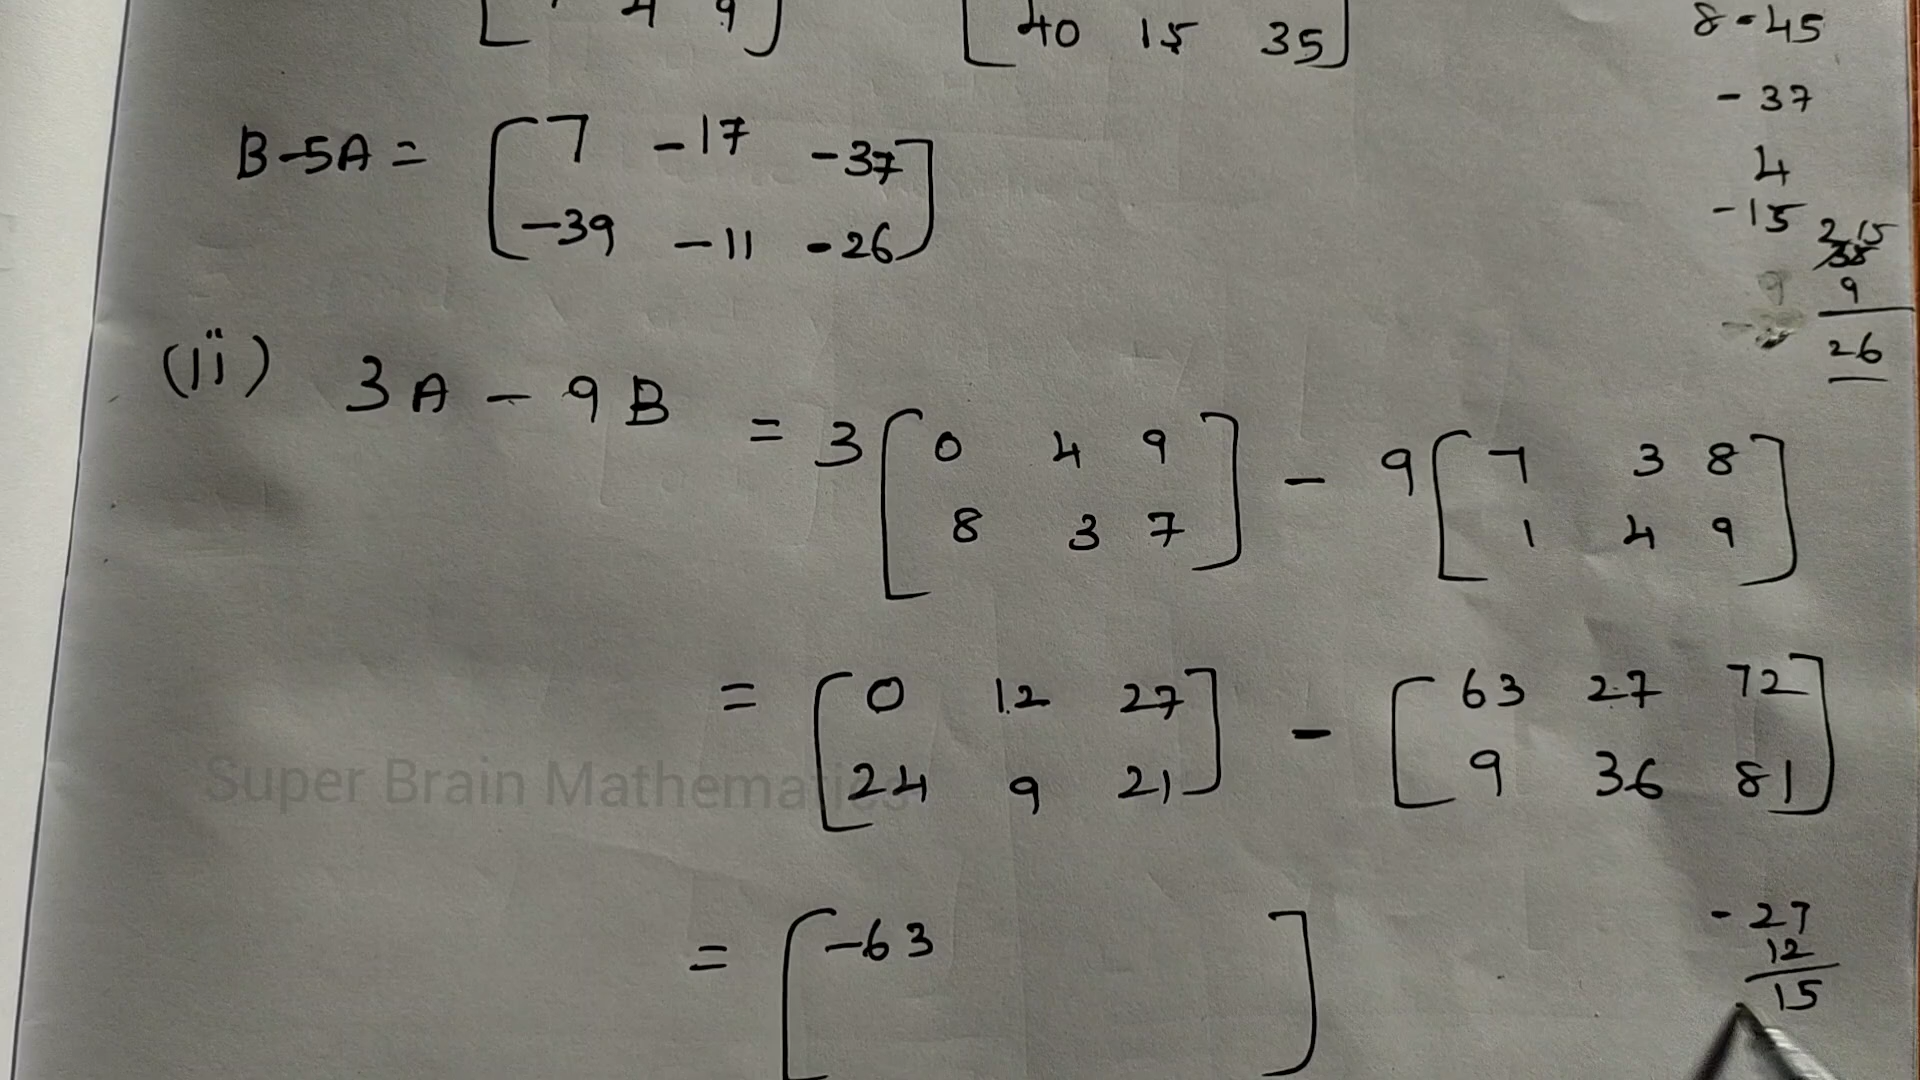 4 9
40 15 35
8 - 45
- 37
4
- 15
2 15
9
26
B-5A = [ 7 -17 -37
-39 -11 -26 ]
(ii) 3A - 9B = 3 [ 0 4 9
8 3 7 ] - 9 [ 7 3 8
1 4 9 ]
= [ 0 12 27
24 9 21 ] - [ 63 27 72
9 36 81 ]
Super Brain Mathematics
= [ -63 ]
- 27
12
15